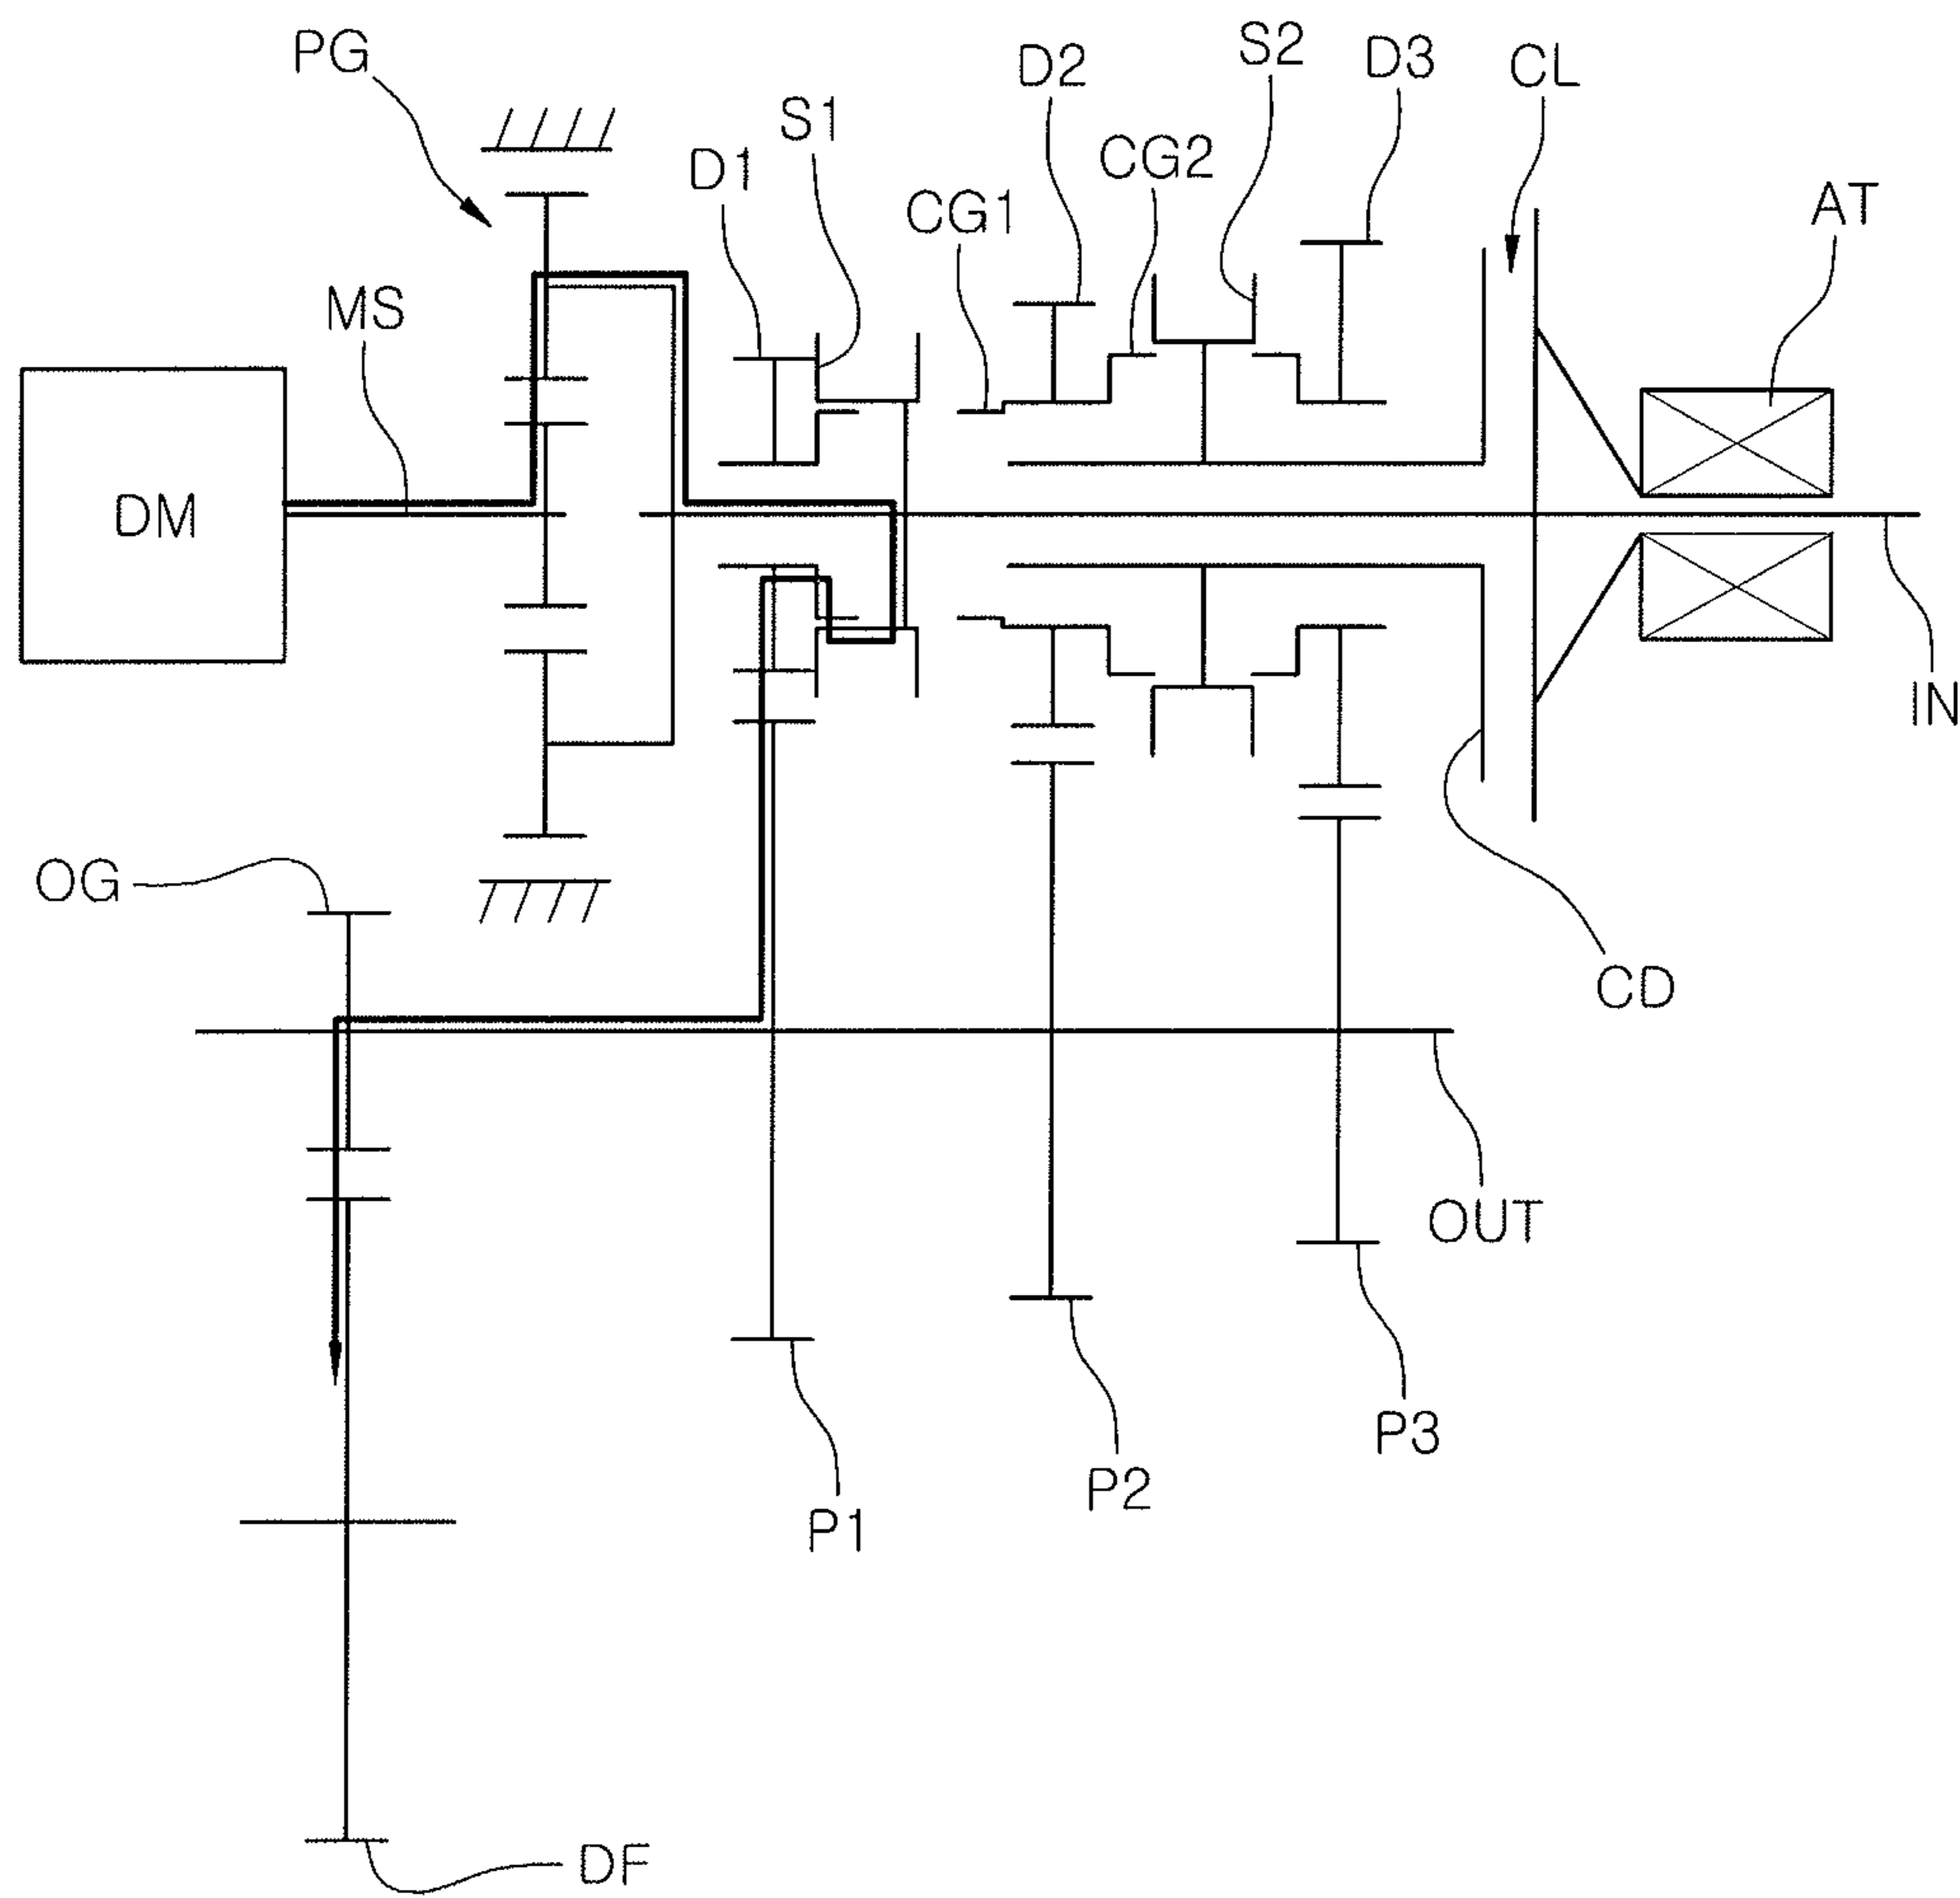 PG
D2
S2
D3
CL
S1
D1
CG1
CG2
AT
MS
DM
IN
OG
CD
OUT
P1
P2
P3
DF